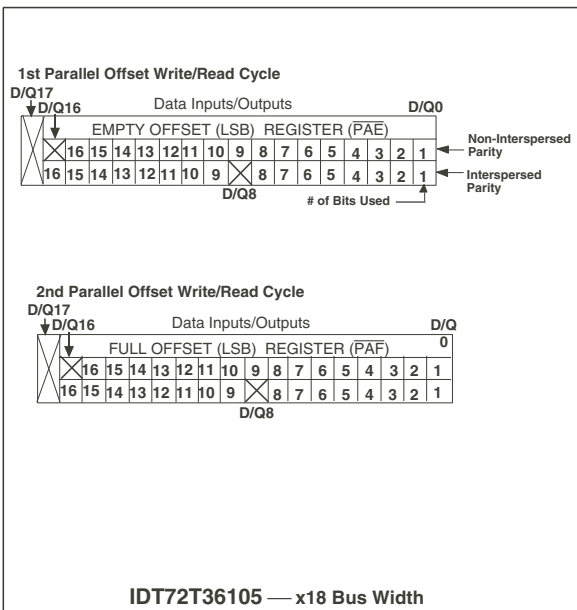 1st Parallel Offset Write/Read Cycle
D/Q17
D/Q16 Data Inputs/Outputs D/Q0
EMPTY OFFSET (LSB) REGISTER (PAE)
16 15 14 13 12 11 10 9 8 7 6 5 4 3 2 1 Non-Interspersed Parity
16 15 14 13 12 11 10 9 8 7 6 5 4 3 2 1 Interspersed Parity
D/Q8
# of Bits Used
2nd Parallel Offset Write/Read Cycle
D/Q17
D/Q16 Data Inputs/Outputs D/Q
0
FULL OFFSET (LSB) REGISTER (PAF)
16 15 14 13 12 11 10 9 8 7 6 5 4 3 2 1
16 15 14 13 12 11 10 9 8 7 6 5 4 3 2 1
D/Q8
IDT72T36105 — x18 Bus Width